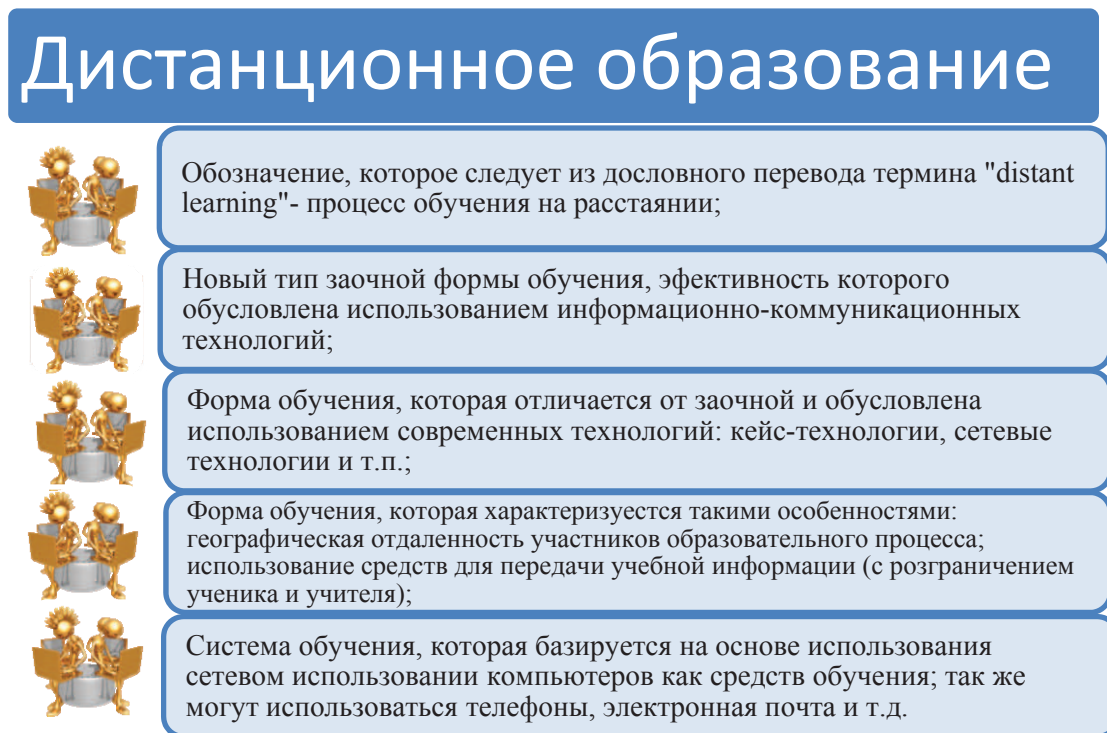 Дистанционное образование
Обозначение, которое следует из дословного перевода термина "distant
learning"- процесс обучения на расстаянии;
Новый тип заочной формы обучения, эфективность которого
обусловлена использованием информационно-коммуникационных
технологий;
Форма обучения, которая отличается от заочной и обусловлена
использованием современных технологий: кейс-технологии, сетевые
технологии и т.п.;
Форма обучения, которая характеризуестся такими особенностями:
географическая отдаленность участников образовательного процесса;
использование средств для передачи учебной информации (с розграничением
ученика и учителя);
Система обучения, которая базируется на основе использования
сетевом использовании компьютеров как средств обучения; так же
могут использоваться телефоны, электронная почта и т.д.